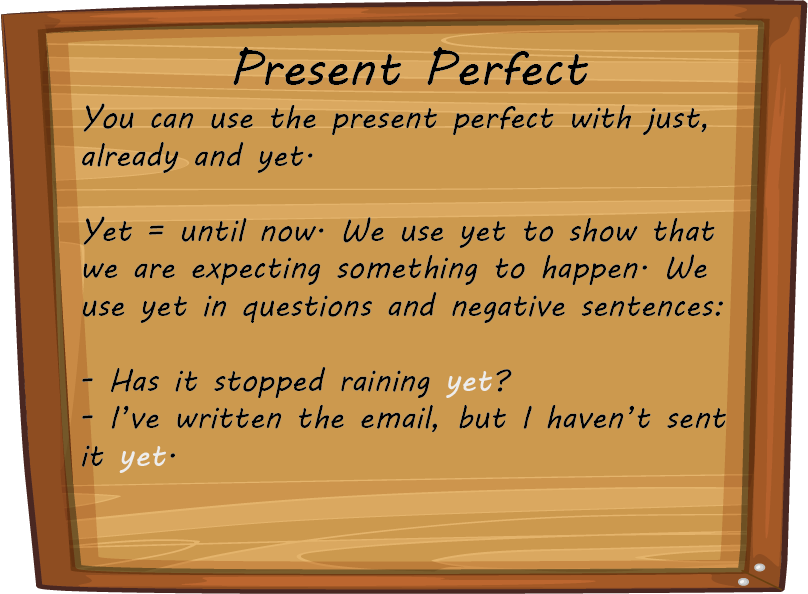 Present Perfect
You can use the present perfect with just,
already and yet.
Yet = until now. We use yet to show that
we are expecting something to happen. We
use yet in questions and negative sentences:
- Has it stopped raining yet?
- I’ve written the email, but I haven’t sent
it yet.